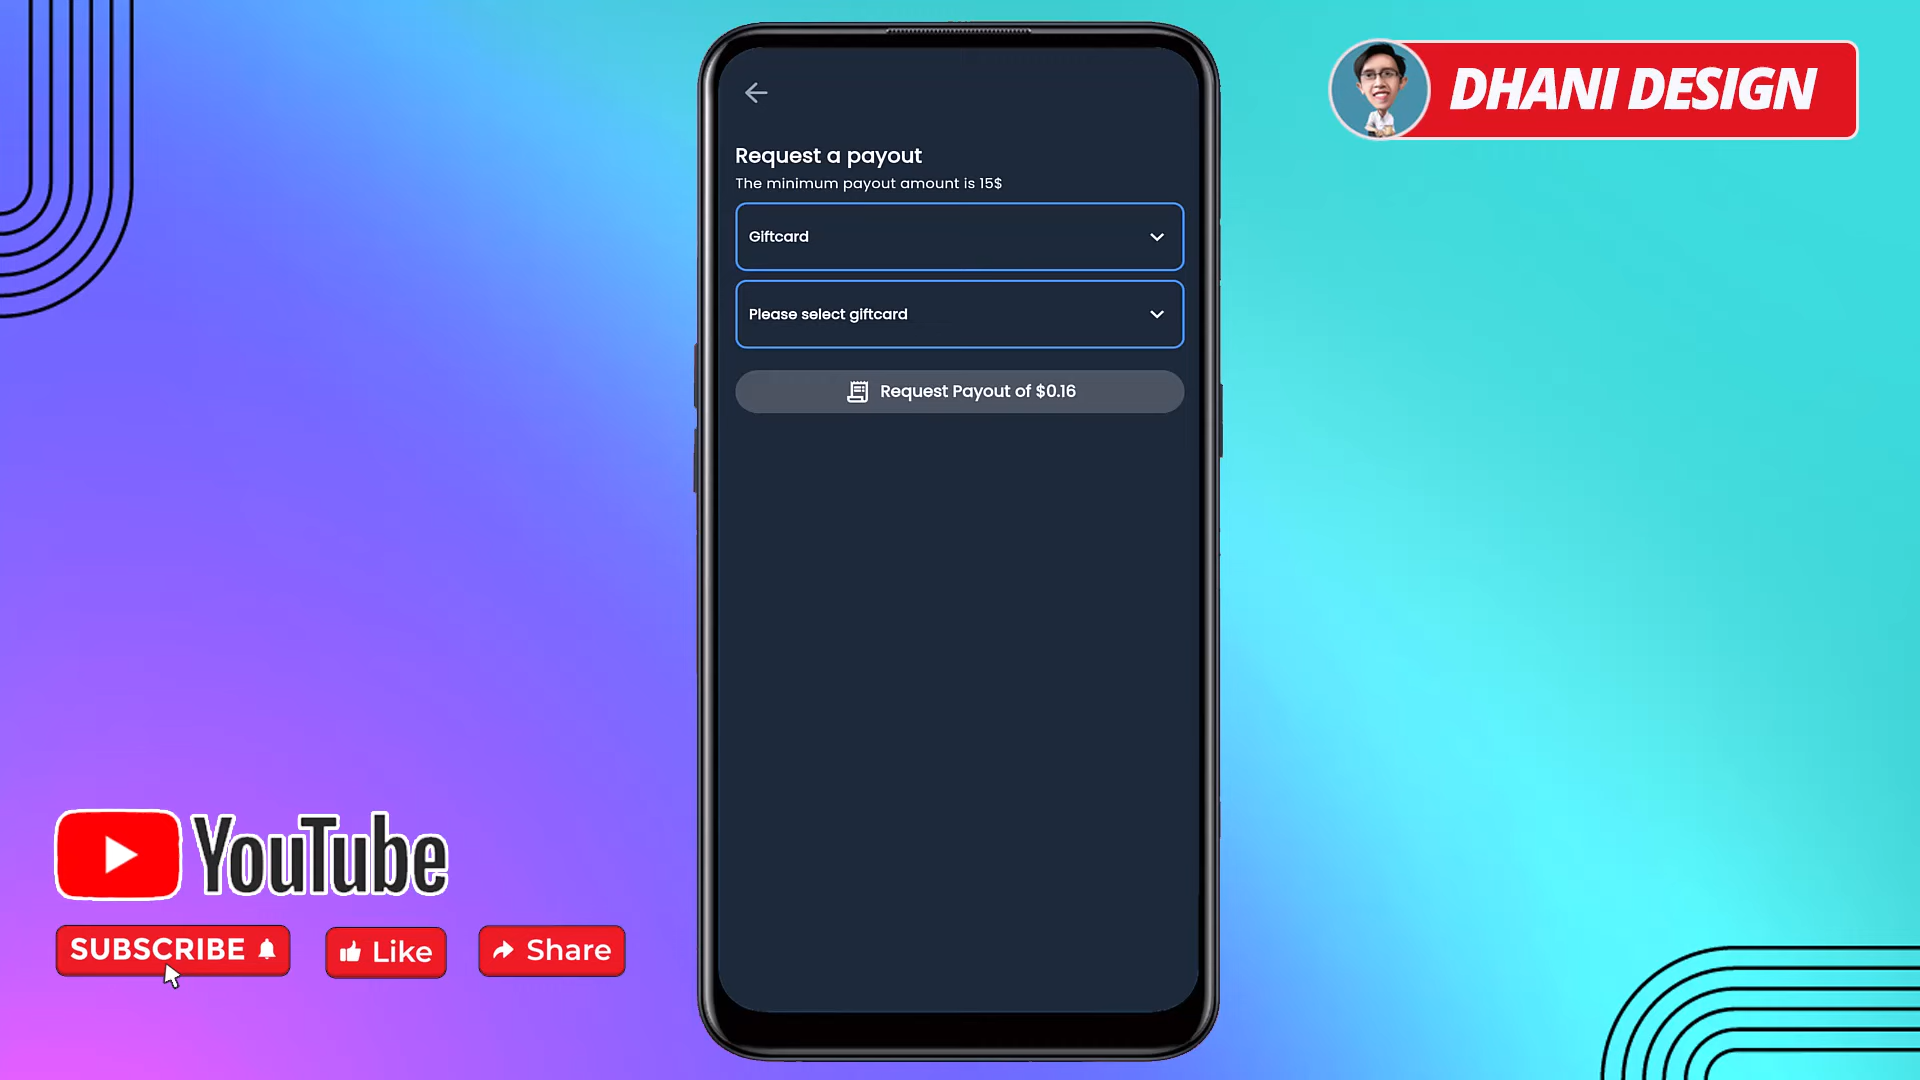 DHANI DESIGN
Request a payout
The minimum payout amount is 15$
Giftcard
Please select giftcard
Request Payout of $0.16
YouTube
SUBSCRIBE
Like
Share